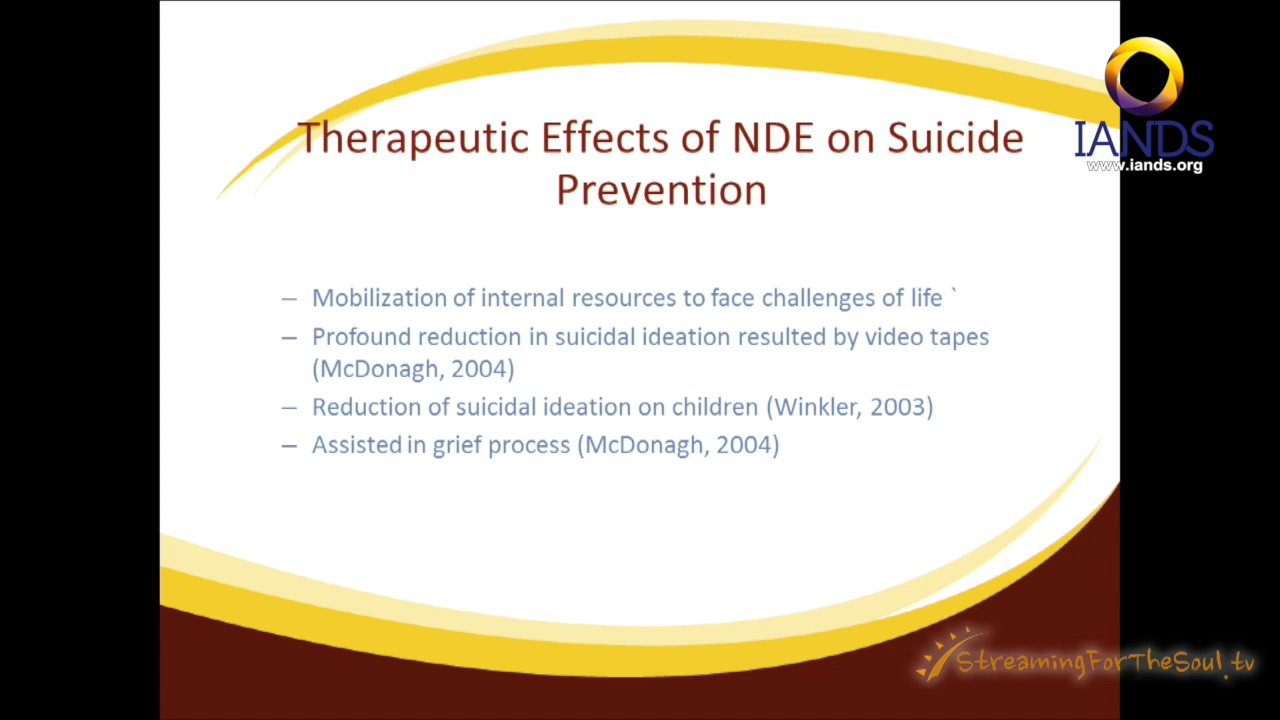 Therapeutic Effects of NDE on Suicide
Prevention
IANDS
www.iands.org
– Mobilization of internal resources to face challenges of life `
– Profound reduction in suicidal ideation resulted by video tapes
(McDonagh, 2004)
– Reduction of suicidal ideation on children (Winkler, 2003)
– Assisted in grief process (McDonagh, 2004)
StreamingForTheSoul.tv